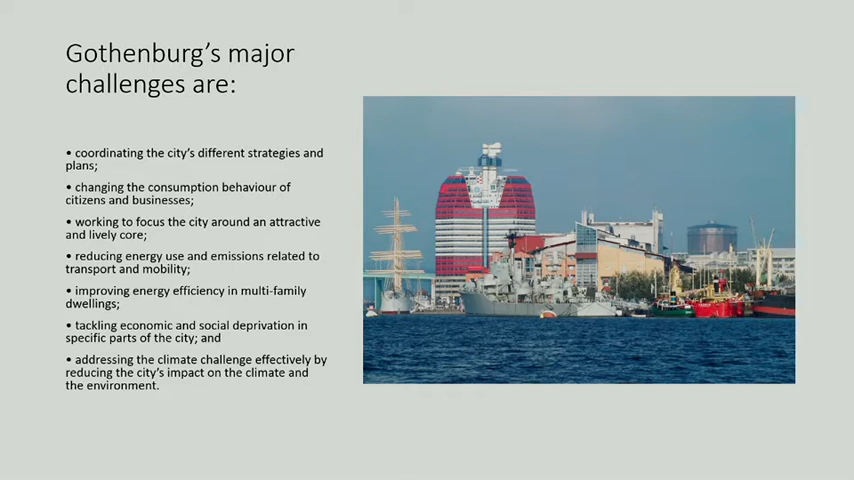 Gothenburg's major
challenges are:
• coordinating the city's different strategies and
plans;
• changing the consumption behaviour of
citizens and businesses;
• working to focus the city around an attractive
and lively core;
• reducing energy use and emissions related to
transport and mobility;
• improving energy efficiency in multi-family
dwellings;
• tackling economic and social deprivation in
specific parts of the city; and
• addressing the climate challenge effectively by
reducing the city's impact on the climate and
the environment.